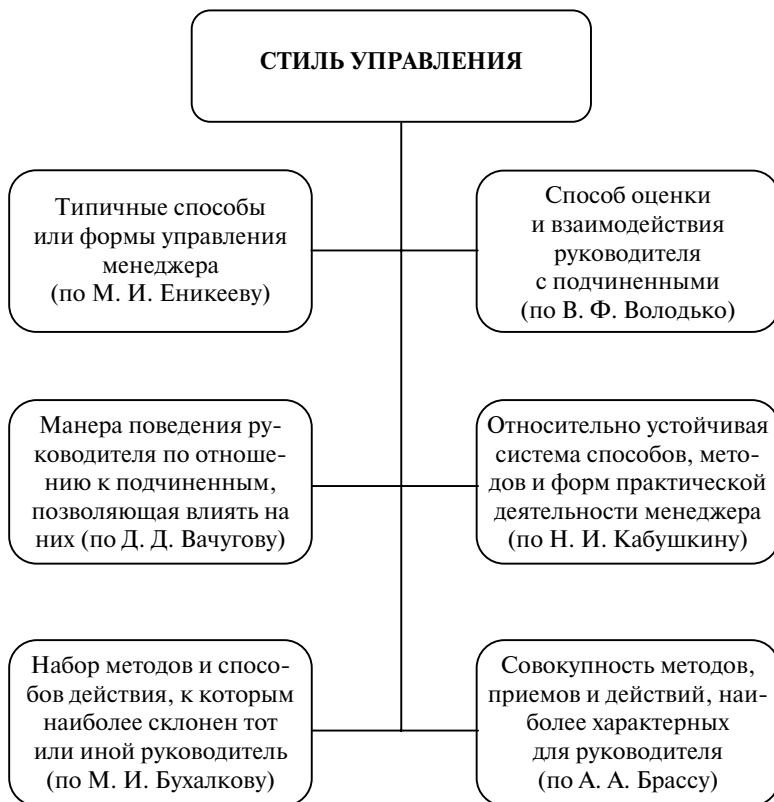 СТИЛЬ УПРАВЛЕНИЯ
Типичные способы
или формы управления
менеджера
(по М. И. Еникееву)
Способ оценки
и взаимодействия
руководителя
с подчиненными
(по В. Ф. Володько)
Манера поведения ру-
ководителя по отноше-
нию к подчиненным,
позволяющая влиять на
них (по Д. Д. Вачугову)
Относительно устойчивая
система способов, мето-
дов и форм практической
деятельности менеджера
(по Н. И. Кабушкину)
Набор методов и спосо-
бов действия, к которым
наиболее склонен тот
или иной руководитель
(по М. И. Бухалкову)
Совокупность методов,
приемов и действий, наи-
более характерных
для руководителя
(по А. А. Брассу)